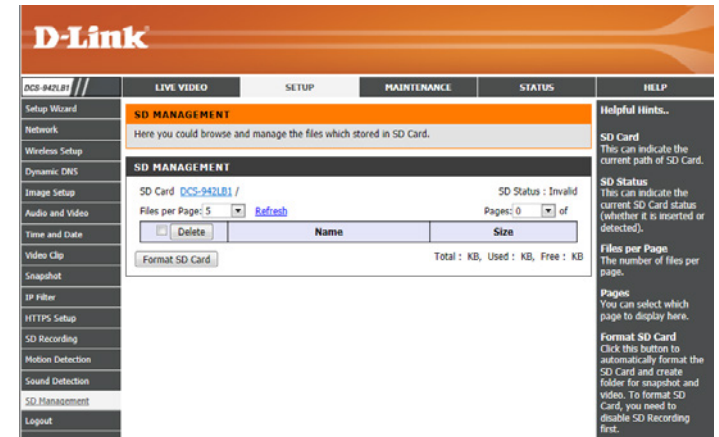 D-Link
DCS-942LB1
LIVE VIDEO
SETUP
MAINTENANCE
STATUS
HELP
Setup Wizard
Network
Wireless Setup
Dynamic DNS
Image Setup
Audio and Video
Time and Date
Video Clip
Snapshot
IP Filter
HTTPS Setup
SD Recording
Motion Detection
Sound Detection
SD Management
Logout
SD MANAGEMENT
Here you could browse and manage the files which stored in SD Card.
SD MANAGEMENT
SD Card DCS-942LB1 / SD Status : Invalid
Files per Page: 5 Refresh Pages: 0 of
Delete Name Size
Format SD Card Total : KB, Used : KB, Free : KB
Helpful Hints..
SD Card
This can indicate the
current path of SD Card.
SD Status
This can indicate the
current SD Card status
(whether it is inserted or
detected).
Files per Page
The number of files per
page.
Pages
You can select which
page to display here.
Format SD Card
Click this button to
automatically format the
SD Card and create
folder for snapshot and
video. To format SD
Card, you need to
disable SD Recording
first.